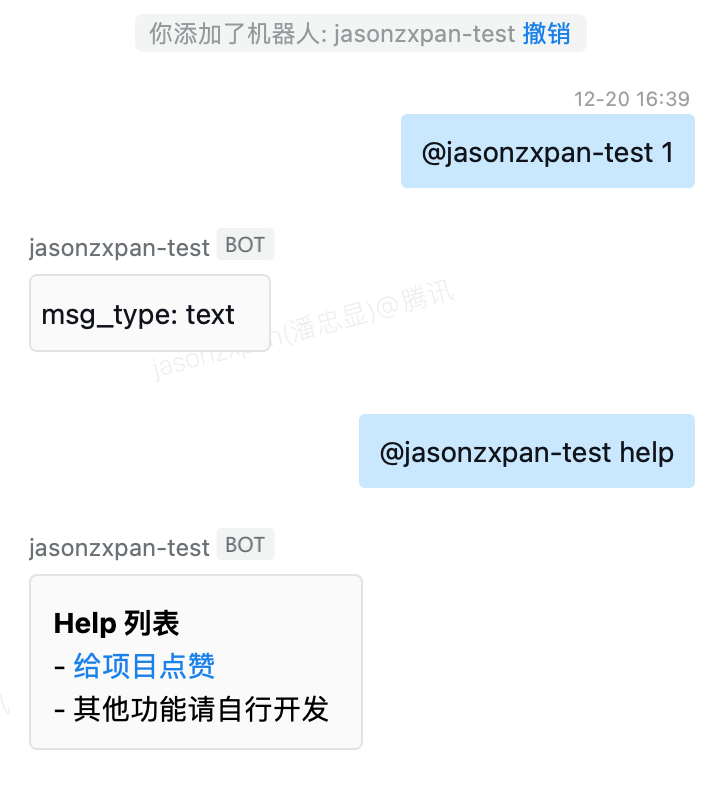 你添加了机器人: jasonzxpan-test 撤销
12-20 16:39
@jasonzxpan-test 1
jasonzxpan-test BOT
msg_type: text
jasonzxpan(潘忠显)@腾讯
@jasonzxpan-test help
jasonzxpan-test BOT
Help 列表
- 给项目点赞
- 其他功能请自行开发
讯